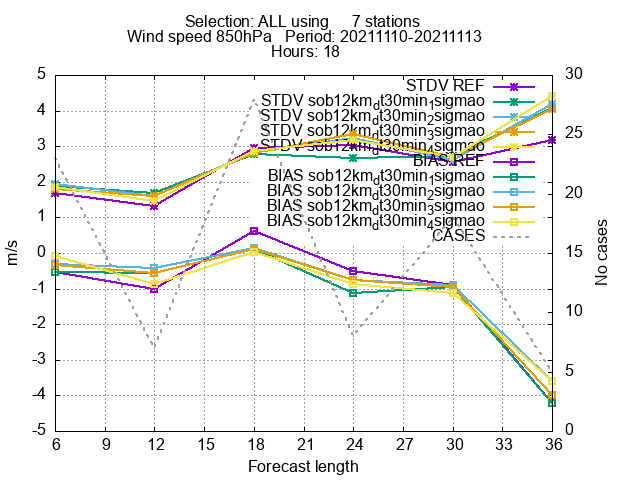 Selection: ALL using 7 stations
Wind speed 850hPa Period: 20211110-20211113
Hours: 18
STDV REF
STDV sob12km_dt30min_1sigmao
STDV sob12km_dt30min_2sigmao
STDV sob12km_dt30min_3sigmao
STDV sob12km_dt30min_4sigmao
BIAS REF
BIAS sob12km_dt30min_1sigmao
BIAS sob12km_dt30min_2sigmao
BIAS sob12km_dt30min_3sigmao
BIAS sob12km_dt30min_4sigmao
CASES
5
4
3
2
1
0
-1
-2
-3
-4
-5
m/s
30
25
20
15
10
5
0
No cases
6 9 12 15 18 21 24 27 30 33 36
Forecast length